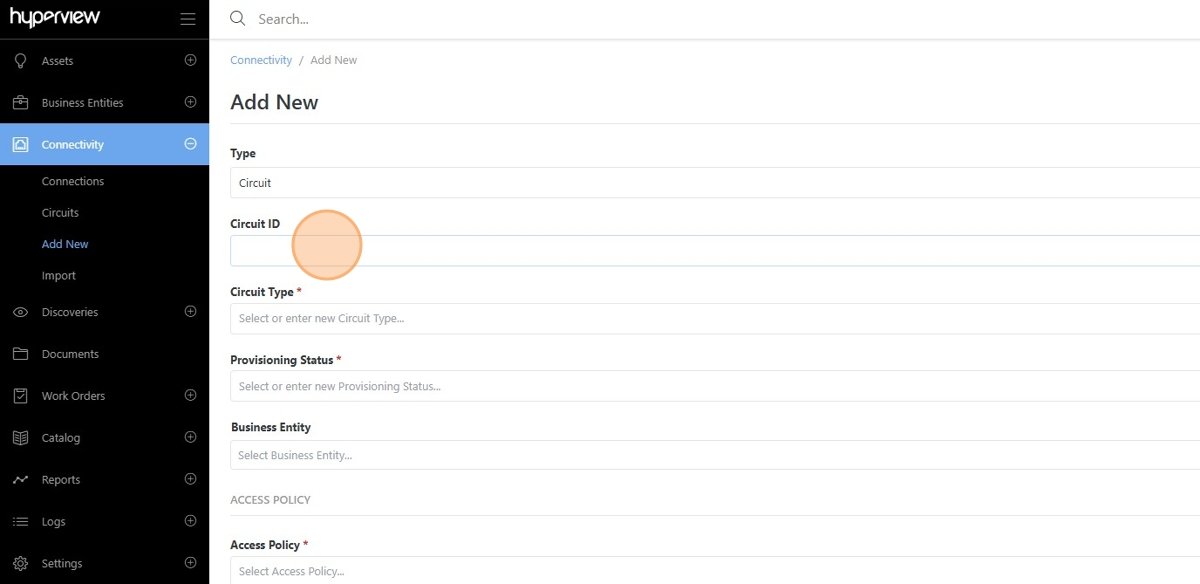 hyperview
Search...
Assets
Business Entities
Connectivity
Connections
Circuits
Add New
Import
Discoveries
Documents
Work Orders
Catalog
Reports
Logs
Settings
Connectivity / Add New
Add New
Type
Circuit
Circuit ID
Circuit Type *
Select or enter new Circuit Type...
Provisioning Status *
Select or enter new Provisioning Status...
Business Entity
Select Business Entity...
ACCESS POLICY
Access Policy *
Select Access Policy...